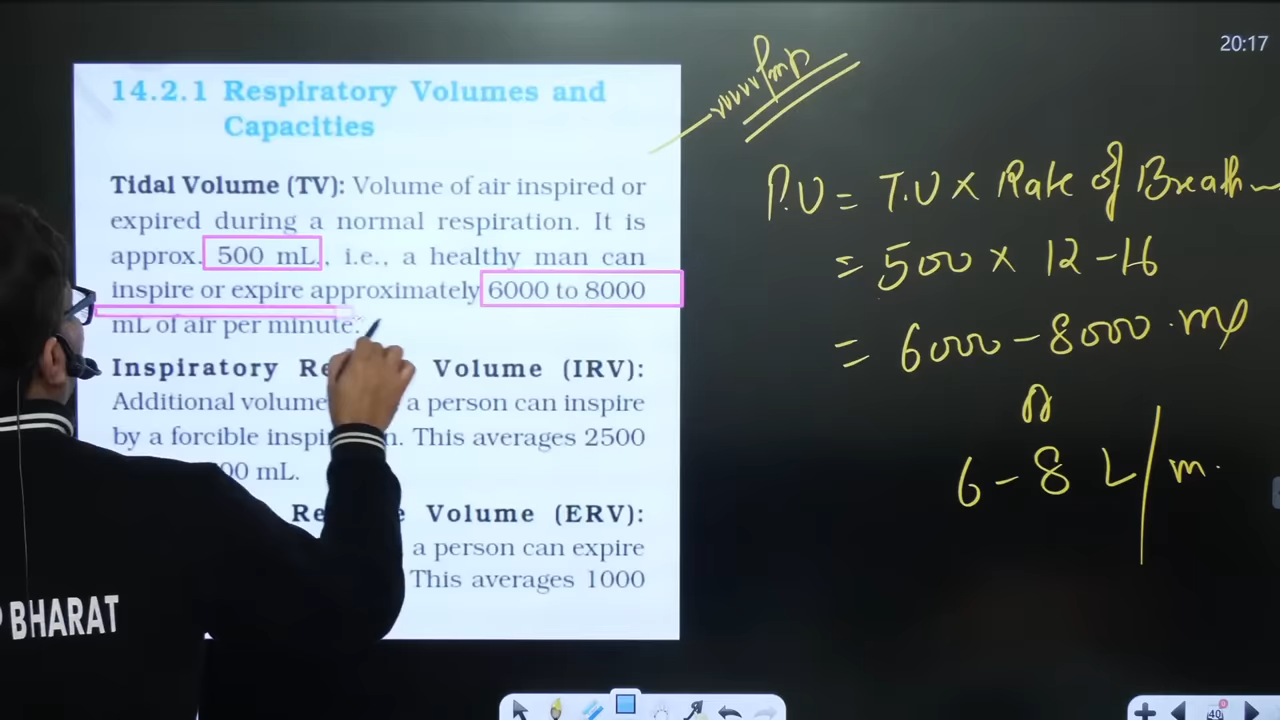 20:17
14.2.1 Respiratory Volumes and
Capacities
Tidal Volume (TV): Volume of air inspired or
expired during a normal respiration. It is
approx. 500 mL., i.e., a healthy man can
inspire or expire approximately 6000 to 8000
mL of air per minute.
Inspiratory Re Volume (IRV):
Additional volume a person can inspire
by a forcible inspi n. This averages 2500
00 mL.
Re e Volume (ERV):
a person can expire
This averages 1000
Imp
P.V = T.V × Rate of Breath
= 500 × 12-16
= 6000-8000 ml
6-8 L/m.
BHARAT
40